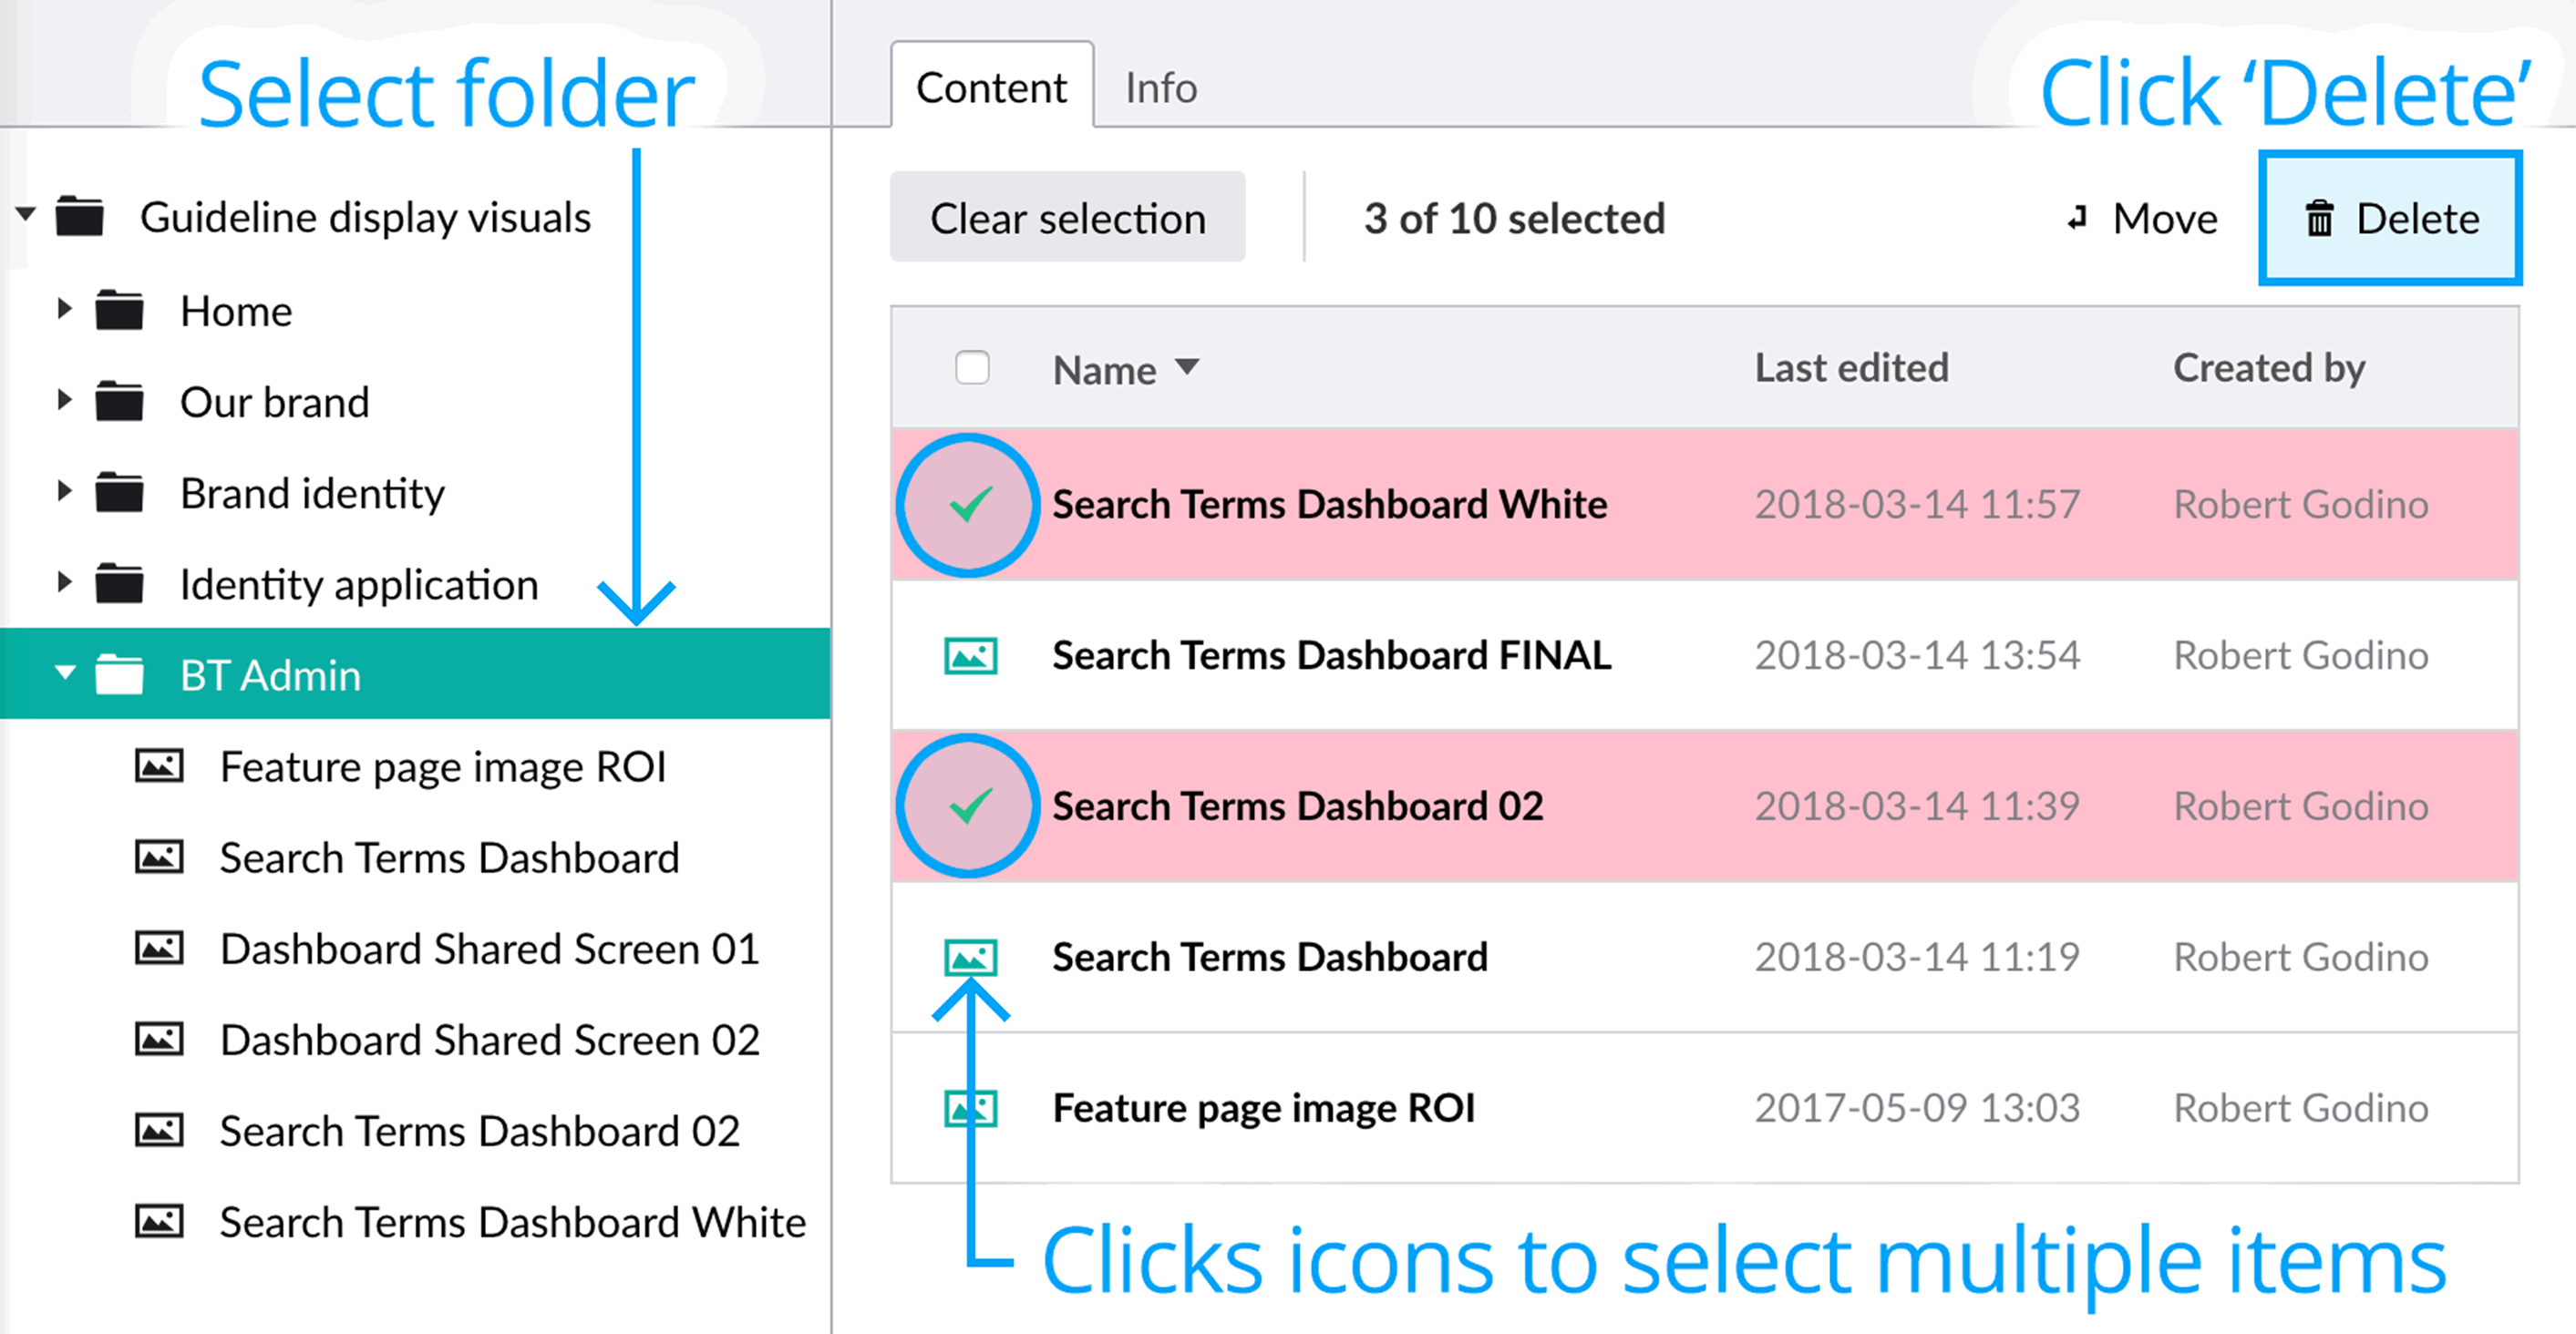 Select folder
Click ‘Delete’
Content
Info
Clear selection
3 of 10 selected
Move
Delete
Guideline display visuals
Home
Our brand
Brand identity
Identity application
BT Admin
Feature page image ROI
Search Terms Dashboard
Dashboard Shared Screen 01
Dashboard Shared Screen 02
Search Terms Dashboard 02
Search Terms Dashboard White
Name Last edited Created by
Search Terms Dashboard White 2018-03-14 11:57 Robert Godino
Search Terms Dashboard FINAL 2018-03-14 13:54 Robert Godino
Search Terms Dashboard 02 2018-03-14 11:39 Robert Godino
Search Terms Dashboard 2018-03-14 11:19 Robert Godino
Feature page image ROI 2017-05-09 13:03 Robert Godino
Clicks icons to select multiple items